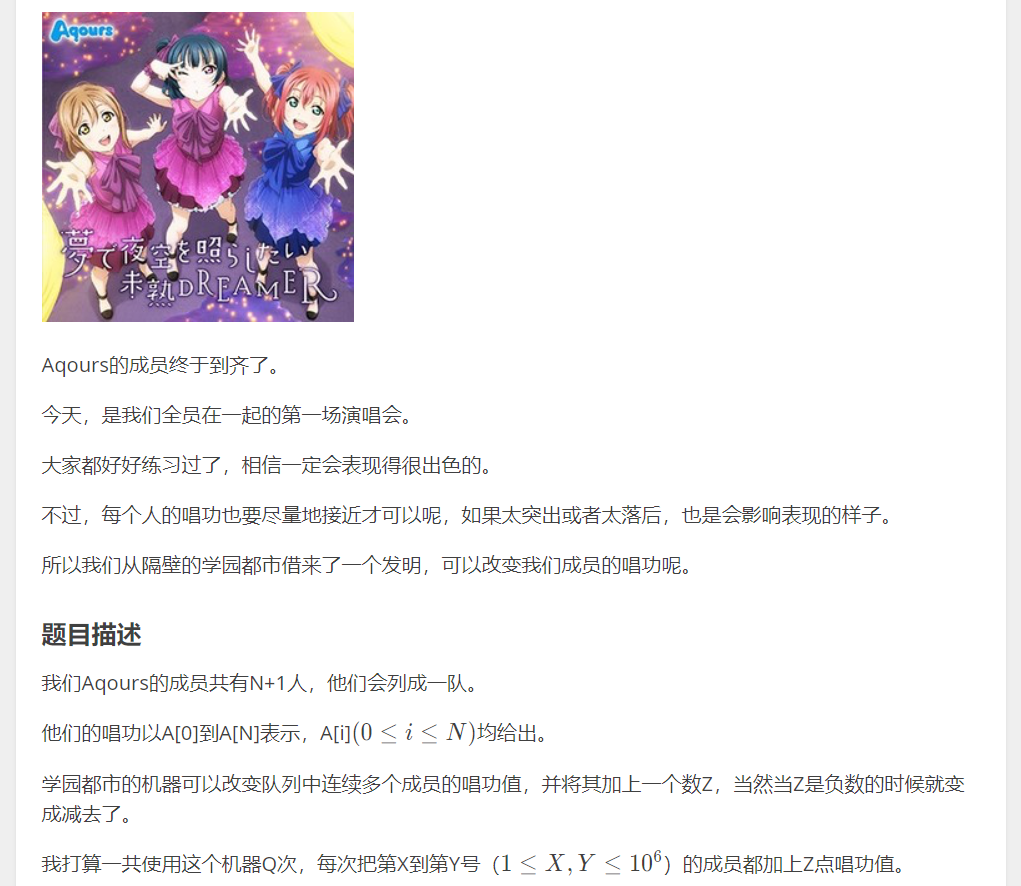 Aqours
夢で夜空を照らしたい
未熟DREAMER
Aqours的成员终于到齐了。
今天，是我们全员在一起的第一场演唱会。
大家都好好练习过了，相信一定会表现得很出色的。
不过，每个人的唱功也要尽量地接近才可以呢，如果太突出或者太落后，也是会影响表现的样子。
所以我们从隔壁的学园都市借来了一个发明，可以改变我们成员的唱功呢。
题目描述
我们Aqours的成员共有N+1人，他们会列成一队。
他们的唱功以A[0]到A[N]表示，A[i](0 ≤ i ≤ N)均给出。
学园都市的机器可以改变队列中连续多个成员的唱功值，并将其加上一个数Z，当然当Z是负数的时候就变
成减去了。
我打算一共使用这个机器Q次，每次把第X到第Y号（1 ≤ X, Y ≤ 10⁶）的成员都加上Z点唱功值。